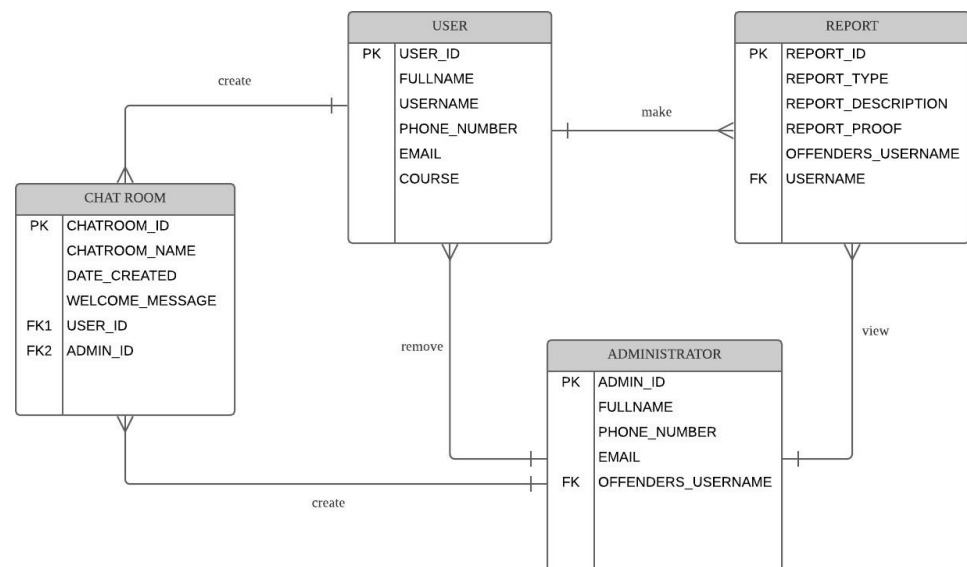 USER
PK USER_ID
FULLNAME
USERNAME
PHONE_NUMBER
EMAIL
COURSE
REPORT
PK REPORT_ID
REPORT_TYPE
REPORT_DESCRIPTION
REPORT_PROOF
OFFENDERS_USERNAME
FK USERNAME
create
make
CHAT ROOM
PK CHATROOM_ID
CHATROOM_NAME
DATE_CREATED
WELCOME_MESSAGE
FK1 USER_ID
FK2 ADMIN_ID
remove
view
ADMINISTRATOR
PK ADMIN_ID
FULLNAME
PHONE_NUMBER
EMAIL
FK OFFENDERS_USERNAME
create